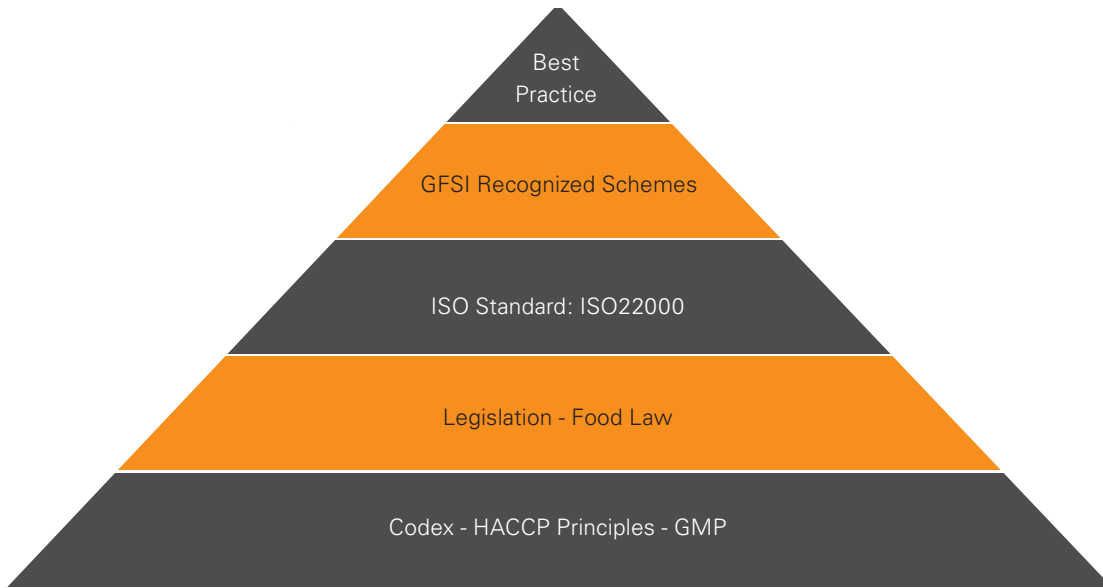 Best
Practice
GFSI Recognized Schemes
ISO Standard: ISO22000
Legislation - Food Law
Codex - HACCP Principles - GMP